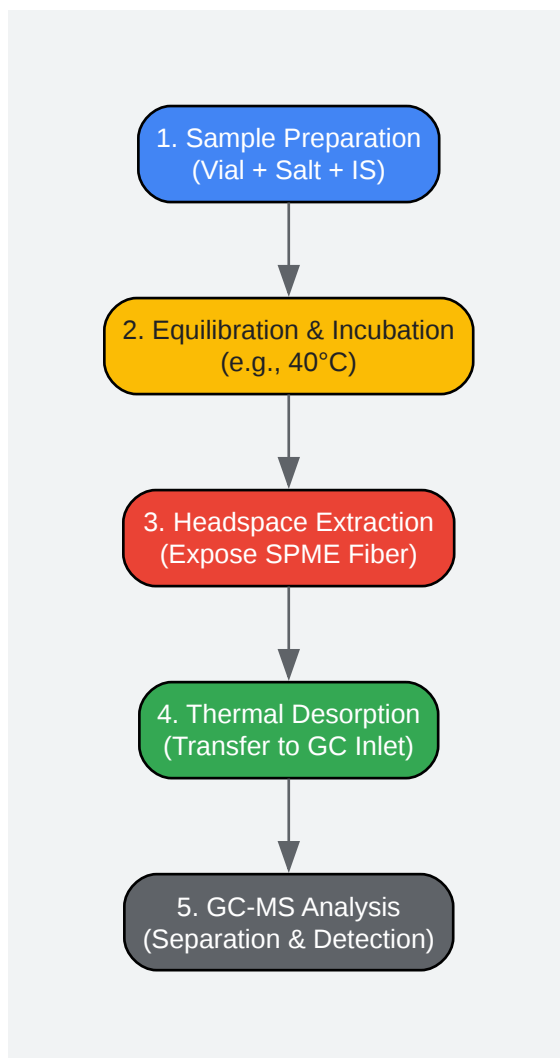 1. Sample Preparation
(Vial + Salt + IS)
2. Equilibration & Incubation
(e.g., 40°C)
3. Headspace Extraction
(Expose SPME Fiber)
4. Thermal Desorption
(Transfer to GC Inlet)
5. GC-MS Analysis
(Separation & Detection)